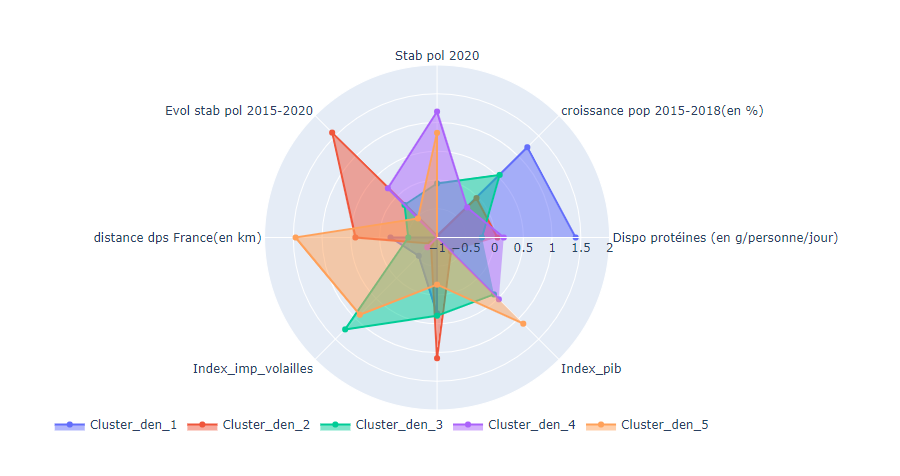 Stab pol 2020
Evol stab pol 2015-2020
croissance pop 2015-2018(en %)
distance dps France(en km)
−1 −0.5 0 0.5 1 1.5 2
Dispo protéines (en g/personne/jour)
Index_imp_volailles
Index_pib
Cluster_den_1 Cluster_den_2 Cluster_den_3 Cluster_den_4 Cluster_den_5